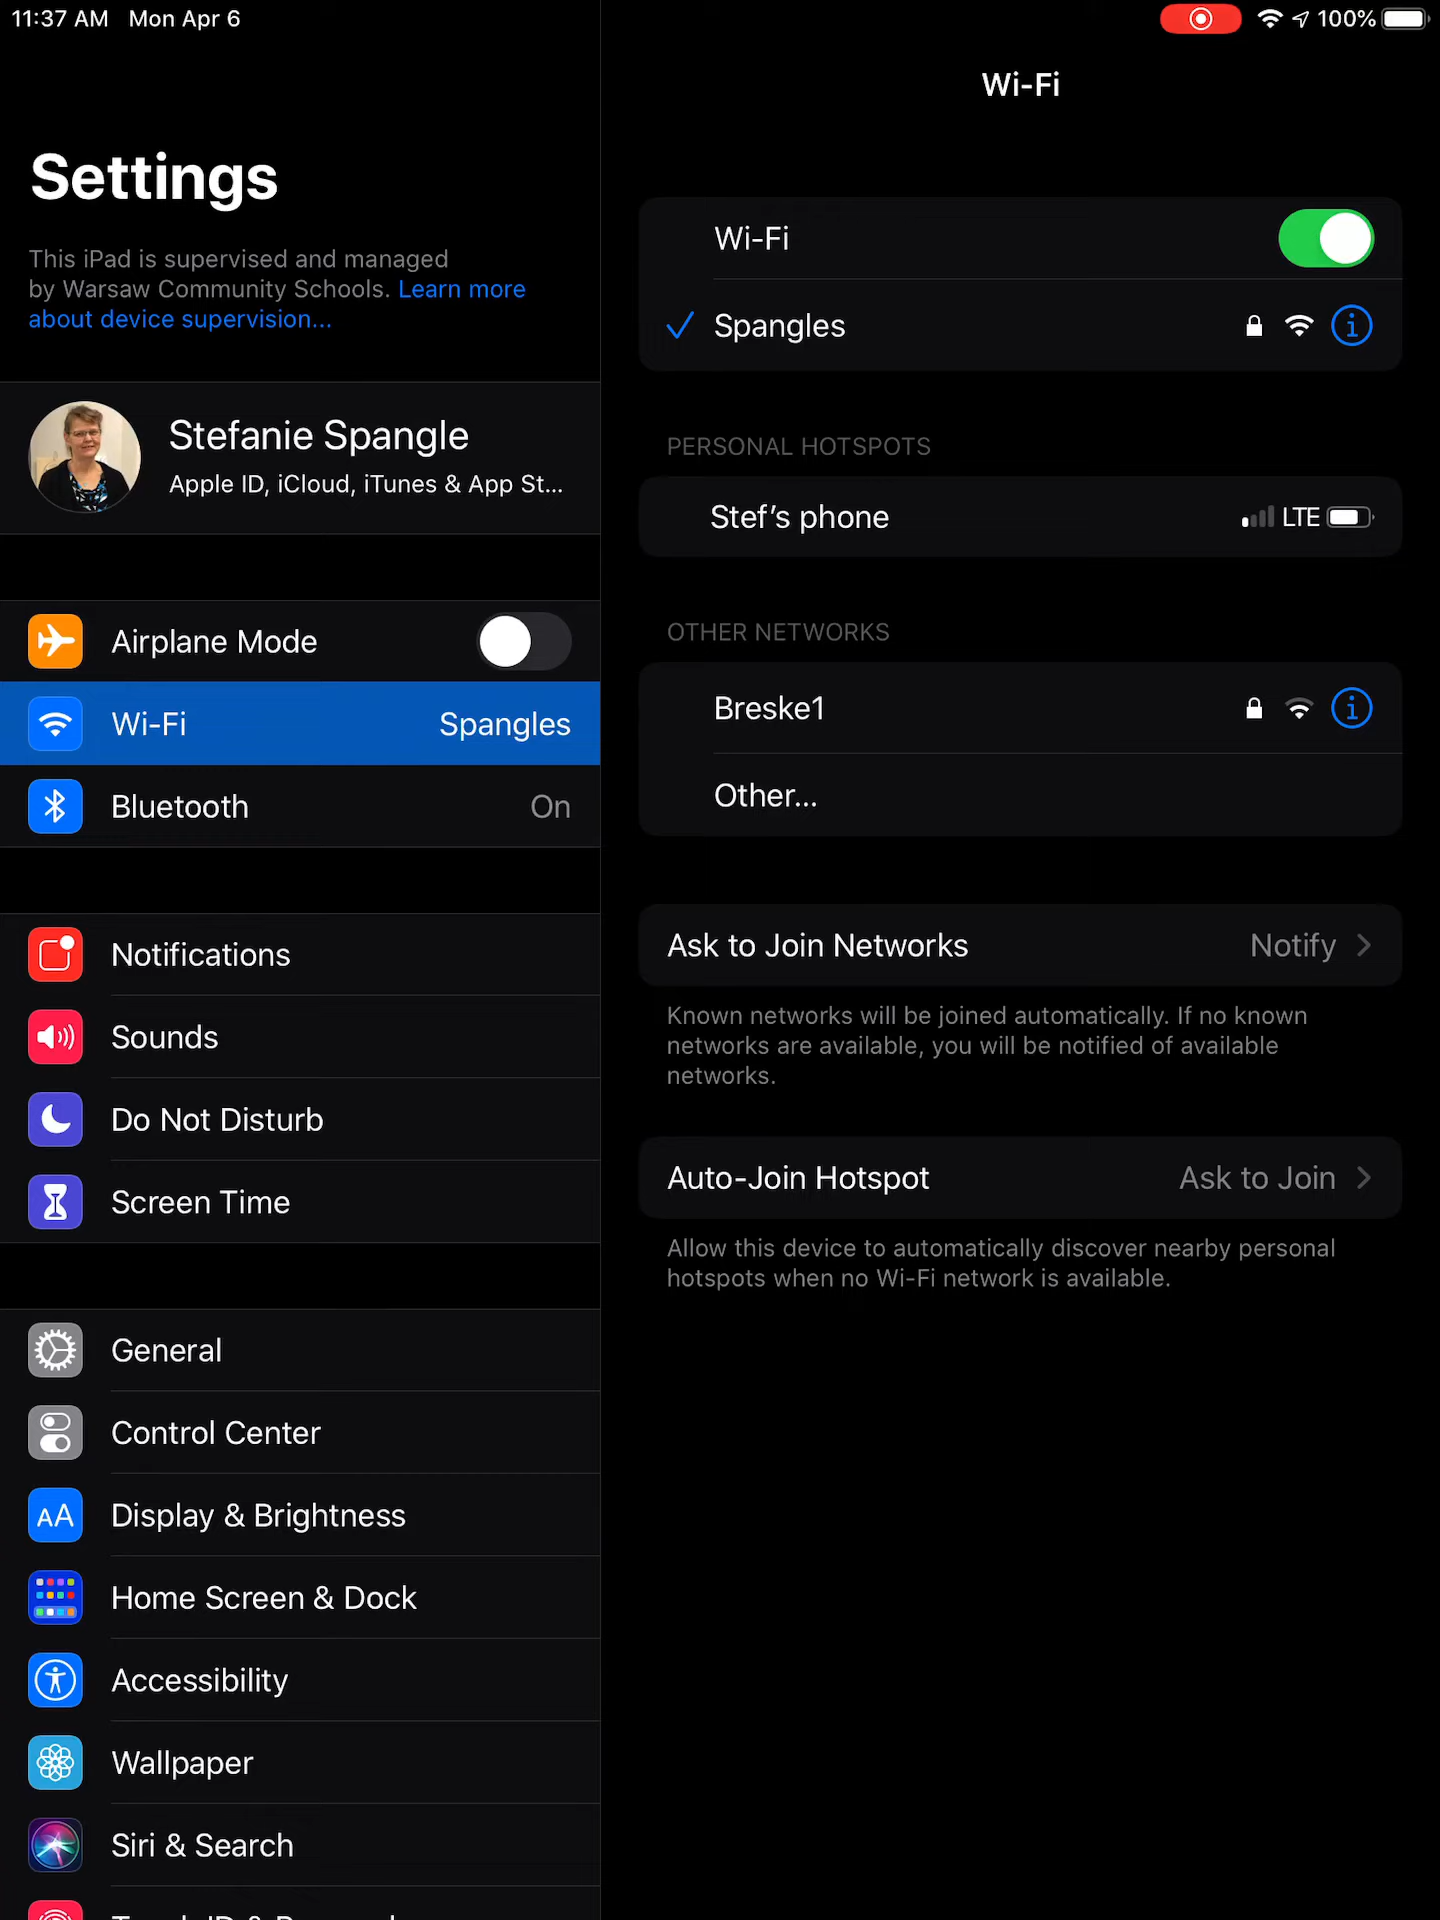 11:37 AM Mon Apr 6
100%
Settings
This iPad is supervised and managed
by Warsaw Community Schools. Learn more
about device supervision...
Stefanie Spangle
Apple ID, iCloud, iTunes & App St...
Airplane Mode
Wi-Fi Spangles
Bluetooth On
Notifications
Sounds
Do Not Disturb
Screen Time
General
Control Center
AA
Display & Brightness
Home Screen & Dock
Accessibility
Wallpaper
Siri & Search
Wi-Fi
Wi-Fi
Spangles
PERSONAL HOTSPOTS
Stef’s phone LTE
OTHER NETWORKS
Breske1
Other...
Ask to Join Networks Notify
Known networks will be joined automatically. If no known
networks are available, you will be notified of available
networks.
Auto-Join Hotspot Ask to Join
Allow this device to automatically discover nearby personal
hotspots when no Wi-Fi network is available.